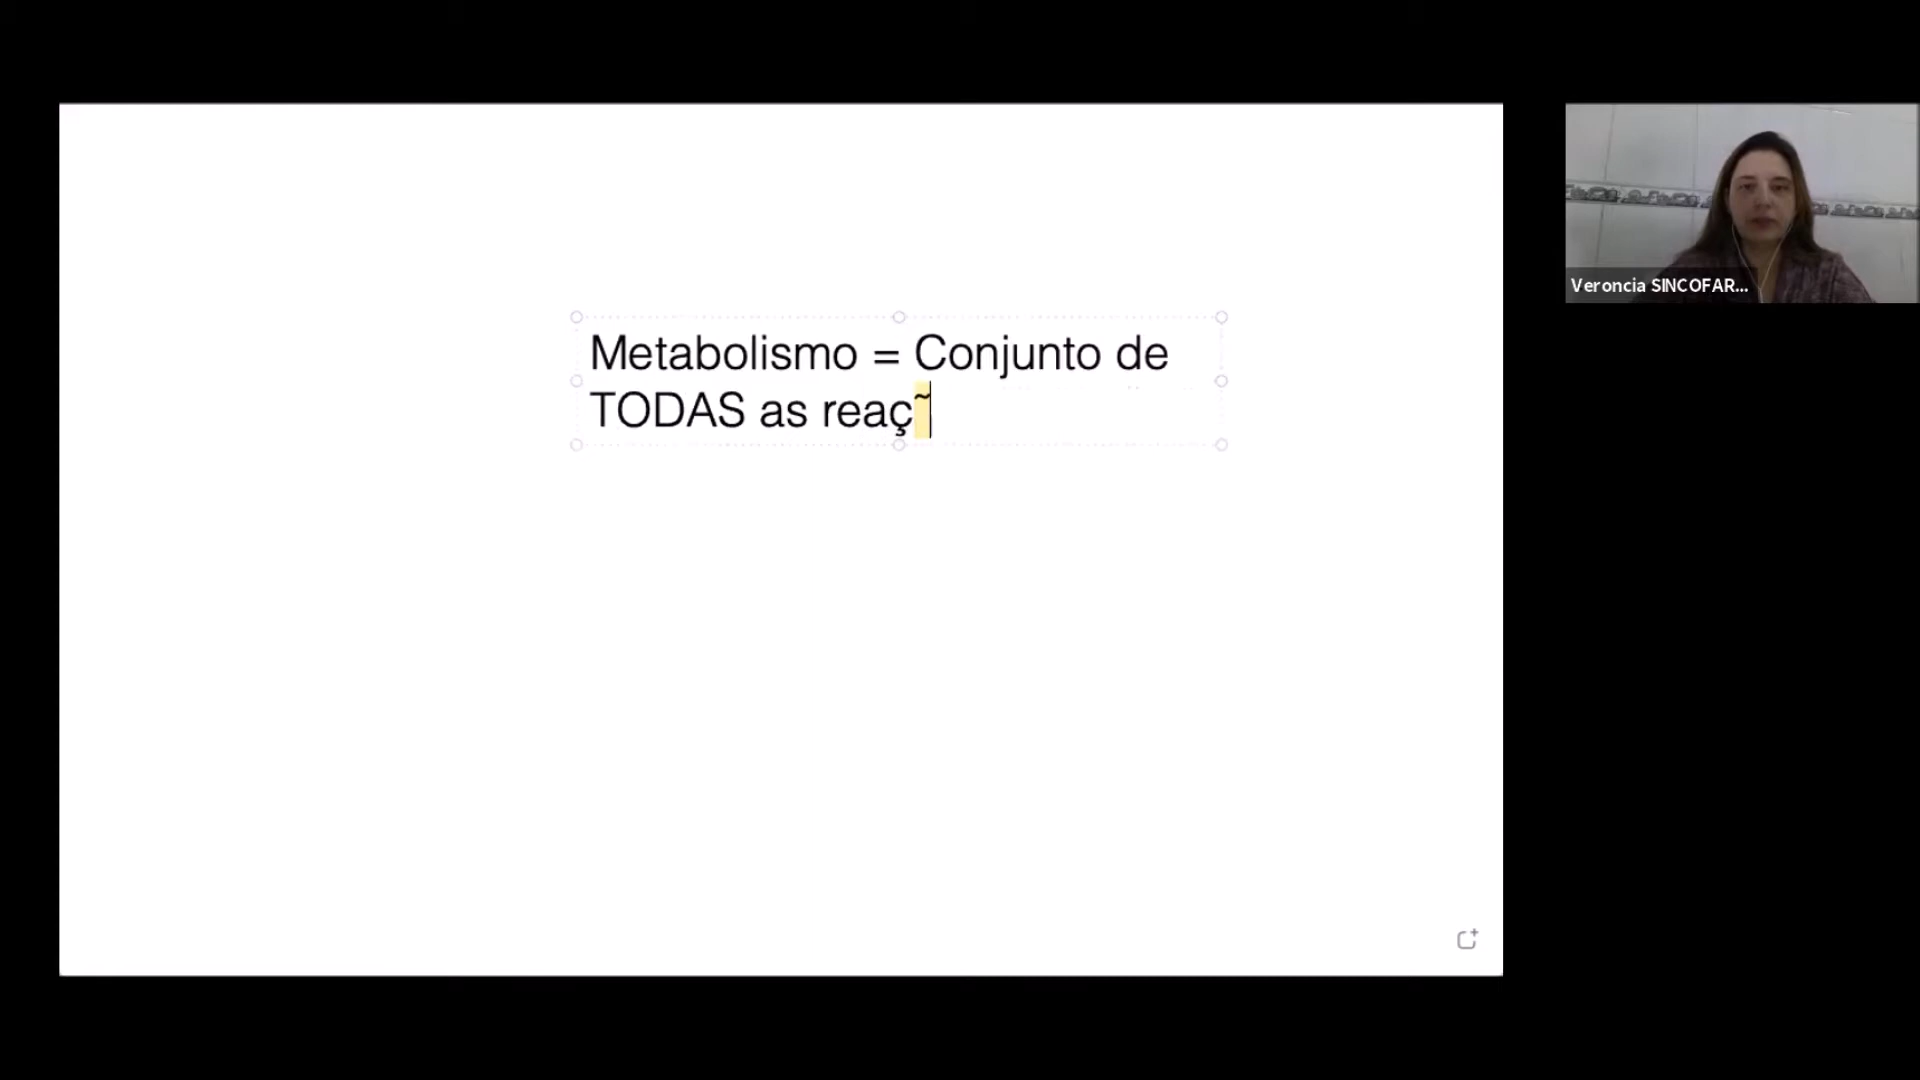 Metabolismo = Conjunto de
TODAS as reaç~
Veroncia SINCOFAR...